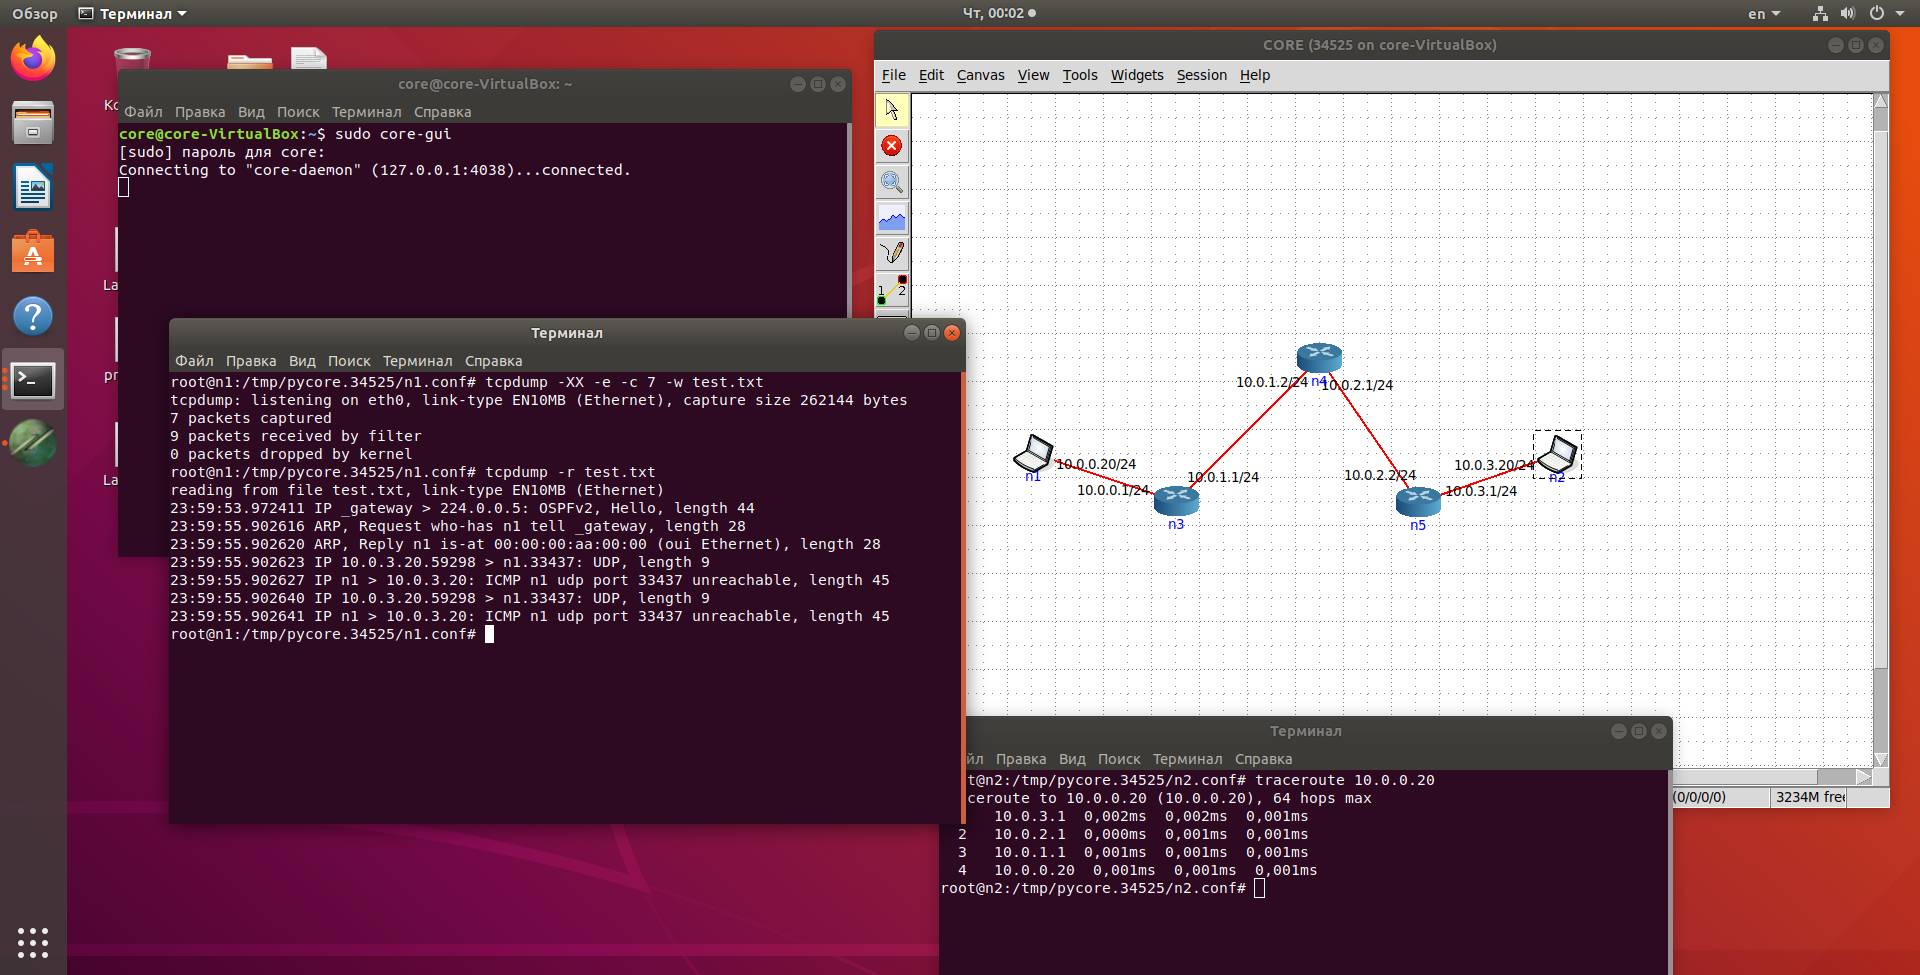 Обзор
Терминал
Чт, 00:02
en
core@core-VirtualBox: ~
Файл Правка Вид Поиск Терминал Справка
core@core-VirtualBox:~$ sudo core-gui
[sudo] пароль для core:
Connecting to "core-daemon" (127.0.0.1:4038)...connected.
CORE (34525 on core-VirtualBox)
File Edit Canvas View Tools Widgets Session Help
1 2
Терминал
Файл Правка Вид Поиск Терминал Справка
root@n1:/tmp/pycore.34525/n1.conf# tcpdump -XX -e -c 7 -w test.txt
tcpdump: listening on eth0, link-type EN10MB (Ethernet), capture size 262144 bytes
7 packets captured
9 packets received by filter
0 packets dropped by kernel
root@n1:/tmp/pycore.34525/n1.conf# tcpdump -r test.txt
reading from file test.txt, link-type EN10MB (Ethernet)
23:59:53.972411 IP _gateway > 224.0.0.5: OSPFv2, Hello, length 44
23:59:55.902616 ARP, Request who-has n1 tell _gateway, length 28
23:59:55.902620 ARP, Reply n1 is-at 00:00:00:aa:00:00 (oui Ethernet), length 28
23:59:55.902623 IP 10.0.3.20.59298 > n1.33437: UDP, length 9
23:59:55.902627 IP n1 > 10.0.3.20: ICMP n1 udp port 33437 unreachable, length 45
23:59:55.902640 IP 10.0.3.20.59298 > n1.33437: UDP, length 9
23:59:55.902641 IP n1 > 10.0.3.20: ICMP n1 udp port 33437 unreachable, length 45
root@n1:/tmp/pycore.34525/n1.conf#
10.0.1.2/24
n4
10.0.2.1/24
n1
10.0.0.20/24
10.0.0.1/24
10.0.1.1/24
n3
10.0.2.2/24
10.0.3.20/24
10.0.3.1/24
n2
n5
(0/0/0/0)
3234M free
Терминал
йл Правка Вид Поиск Терминал Справка
t@n2:/tmp/pycore.34525/n2.conf# traceroute 10.0.0.20
ceroute to 10.0.0.20 (10.0.0.20), 64 hops max
10.0.3.1 0,002ms 0,002ms 0,001ms
2 10.0.2.1 0,000ms 0,001ms 0,001ms
3 10.0.1.1 0,001ms 0,001ms 0,001ms
4 10.0.0.20 0,001ms 0,001ms 0,001ms
root@n2:/tmp/pycore.34525/n2.conf#